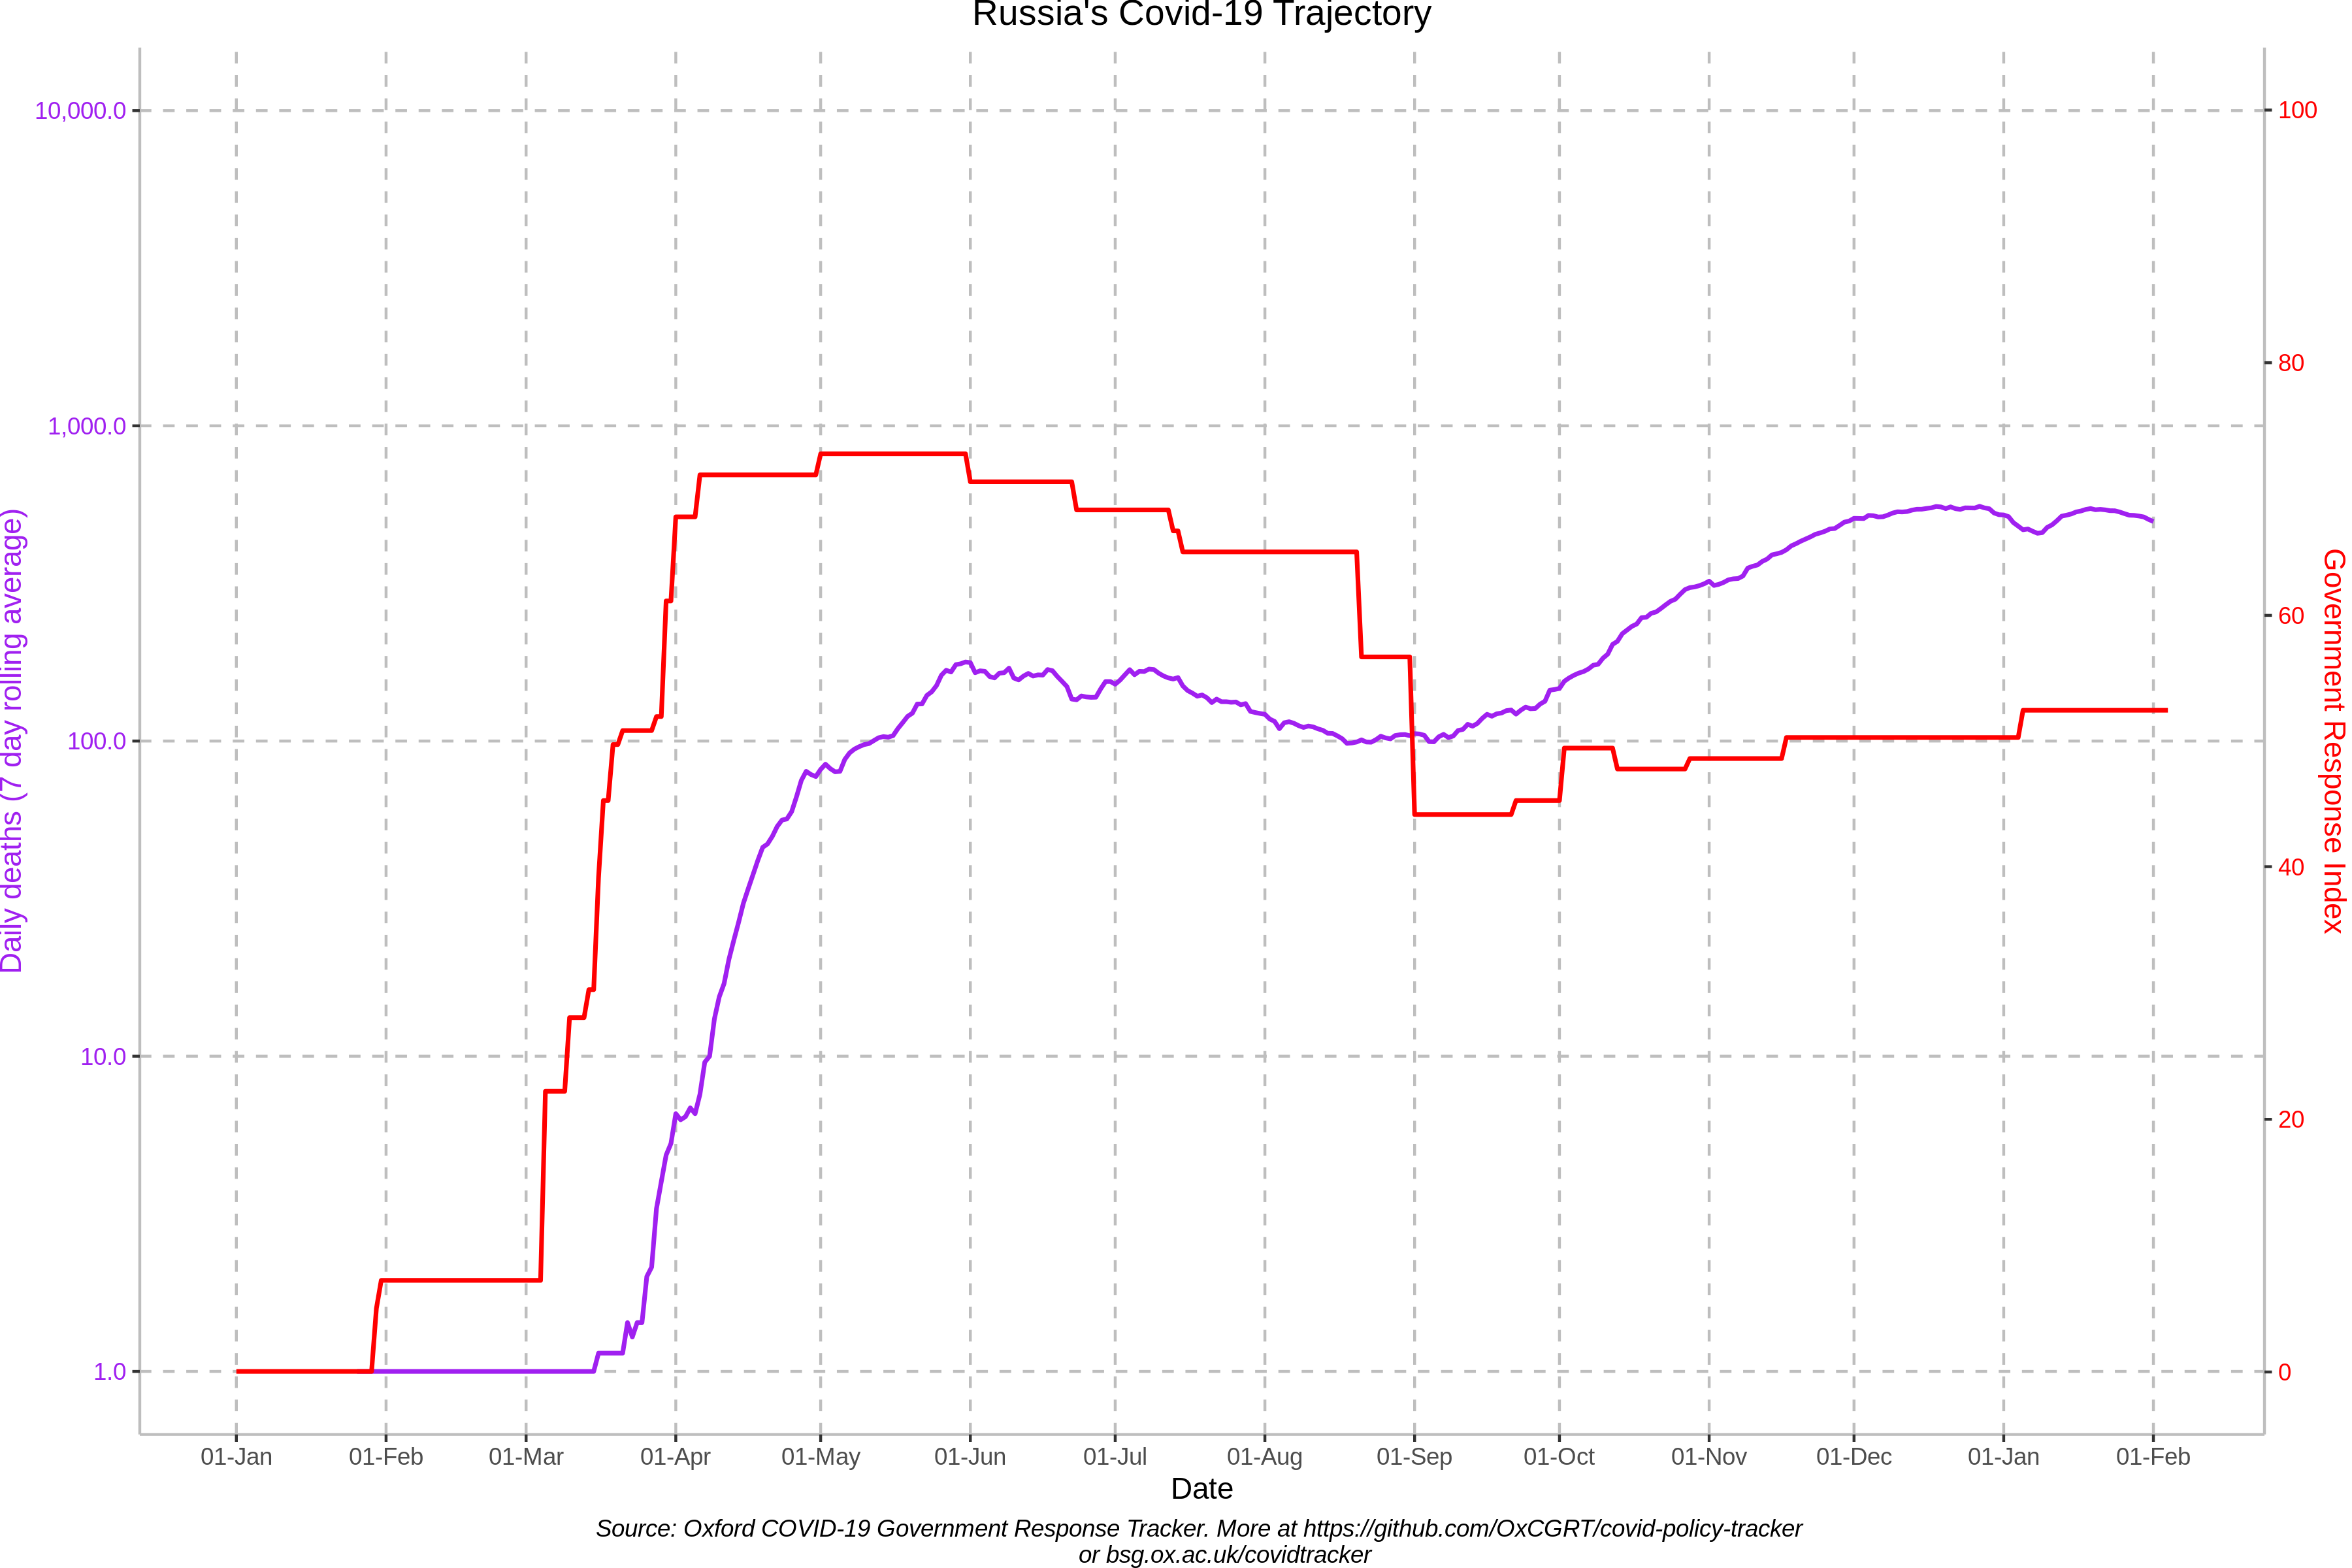 Russia's Covid-19 Trajectory
10,000.0
1,000.0
100.0
10.0
1.0
Daily deaths (7 day rolling average)
100
80
60
40
20
0
Government Response Index
01-Jan 01-Feb 01-Mar 01-Apr 01-May 01-Jun 01-Jul 01-Aug 01-Sep 01-Oct 01-Nov 01-Dec 01-Jan 01-Feb
Date
Source: Oxford COVID-19 Government Response Tracker. More at https://github.com/OxCGRT/covid-policy-tracker
or bsg.ox.ac.uk/covidtracker